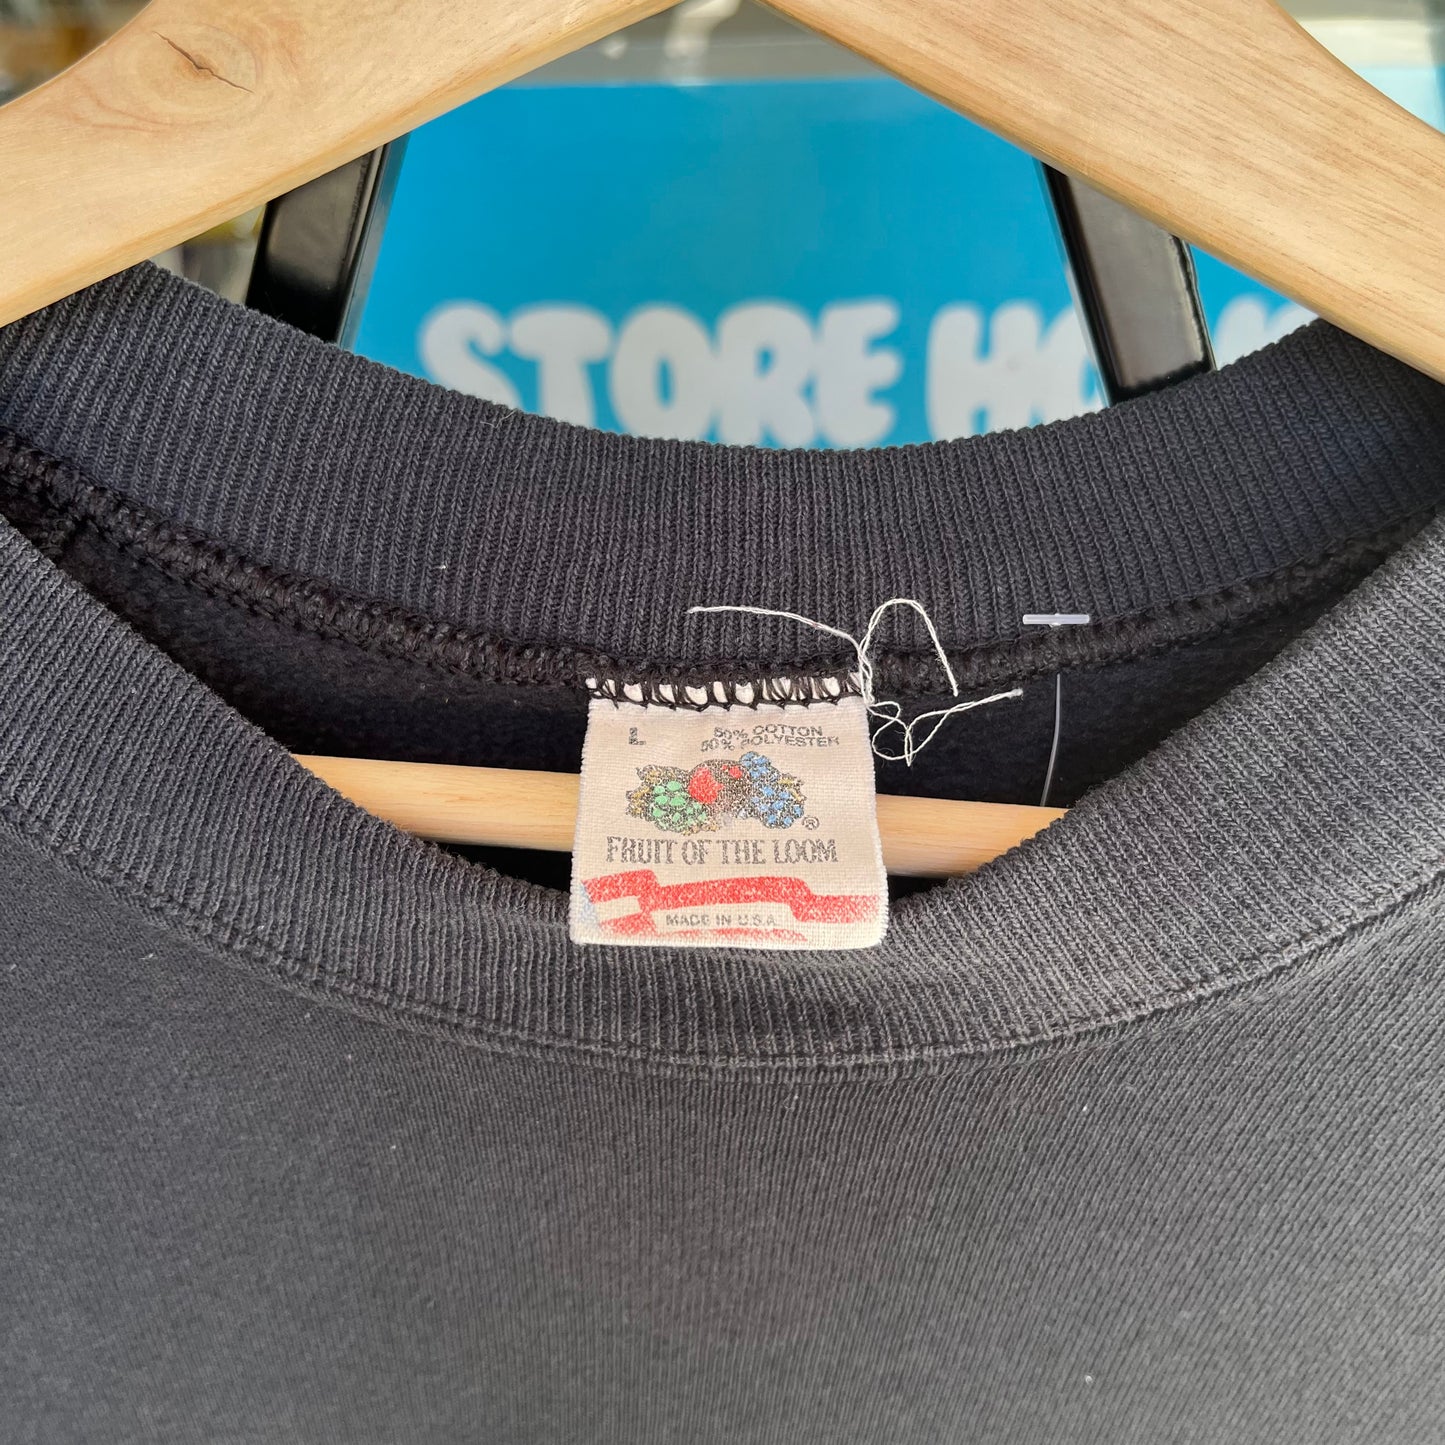 STORE HO
L
50% COTTON
50% POLYESTER
®
FRUIT OF THE LOOM
MADE IN U.S.A.